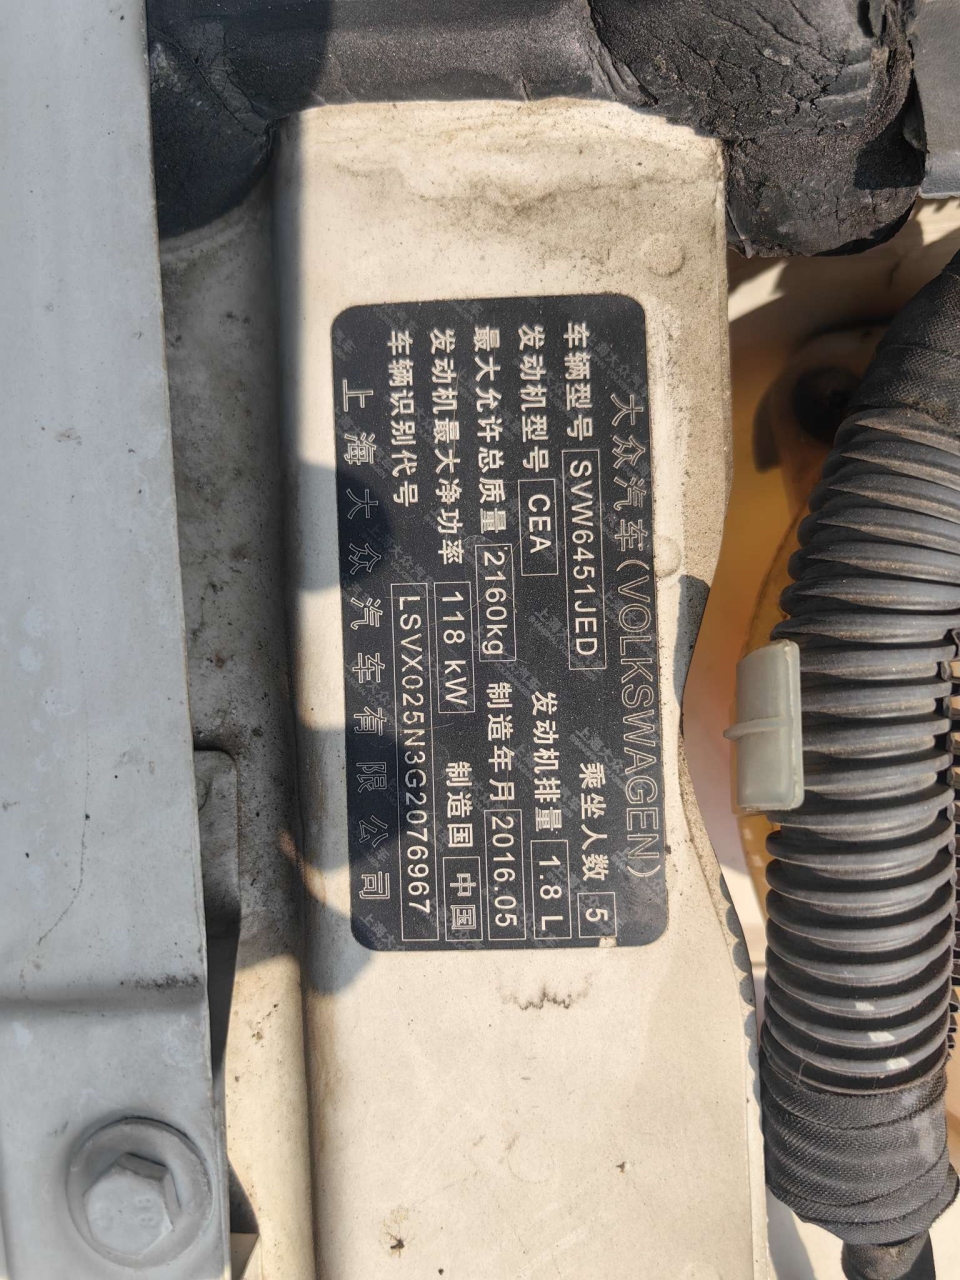 大众汽车(VOLKSWAGEN)
车辆型号 SVW6451JED 乘坐人数 5
发动机型号 CEA 发动机排量 1.8 L
最大允许总质量 2160kg 制造年月 2016.05
发动机最大净功率 118 kW 制造国 中国
车辆识别代号 LSVX025N3G2076967
上海大众汽车有限公司